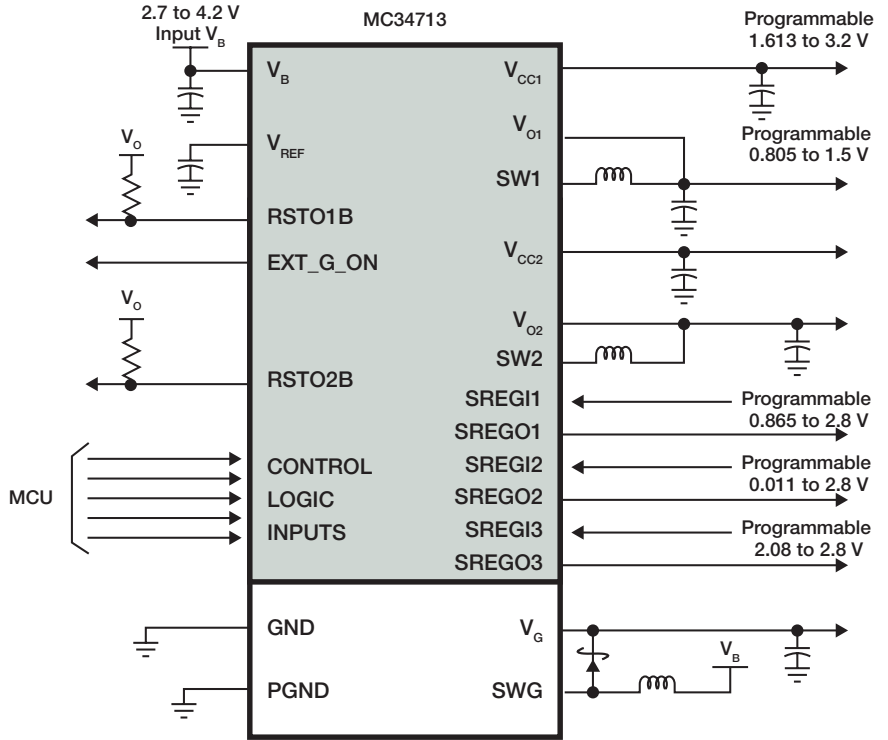 2.7 to 4.2 V
Input VB
MC34713
Programmable
1.613 to 3.2 V
VB
VCC1
VREF
VO1
Programmable
0.805 to 1.5 V
VO
SW1
RSTO1B
EXT_G_ON
VCC2
VO
VO2
SW2
RSTO2B
SREGI1
Programmable
0.865 to 2.8 V
SREGO1
MCU
CONTROL
LOGIC
INPUTS
SREGI2
Programmable
0.011 to 2.8 V
SREGO2
SREGI3
Programmable
2.08 to 2.8 V
SREGO3
GND
VG
VB
PGND
SWG